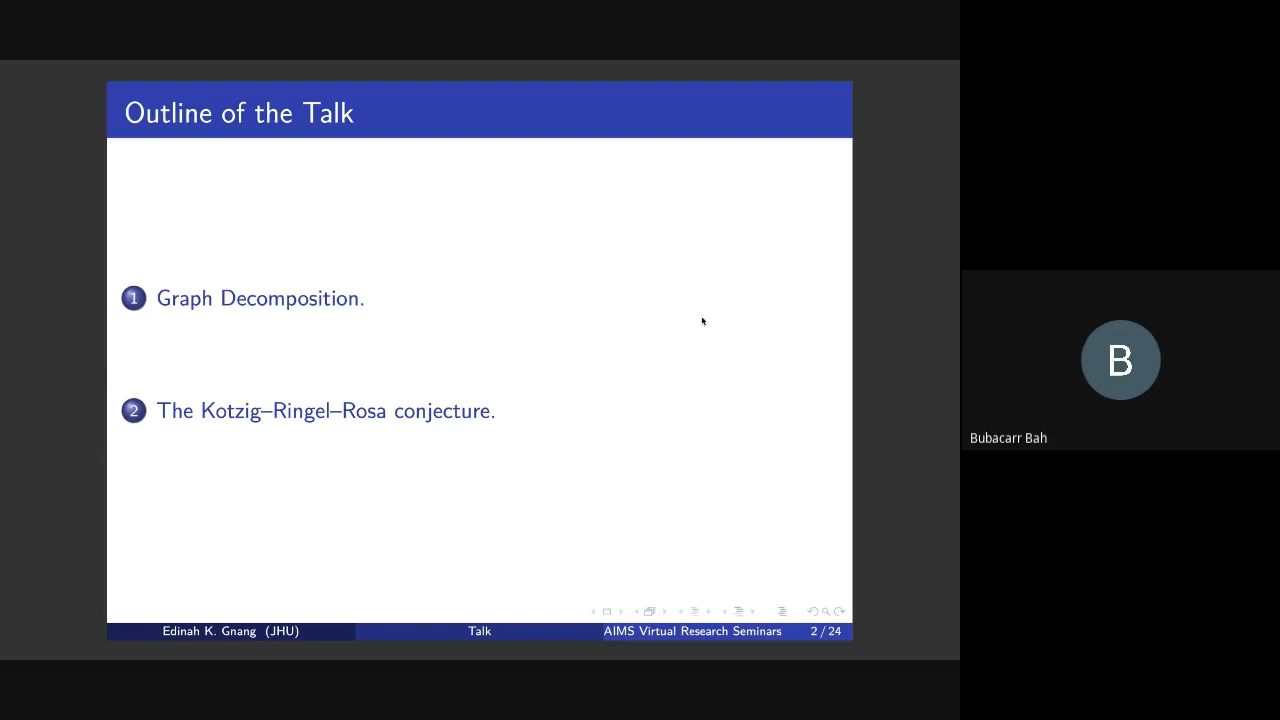 Outline of the Talk
1 Graph Decomposition.
2 The Kotzig–Ringel–Rosa conjecture.
Edinah K. Gnang (JHU) Talk AIMS Virtual Research Seminars 2 / 24
B
Bubacarr Bah